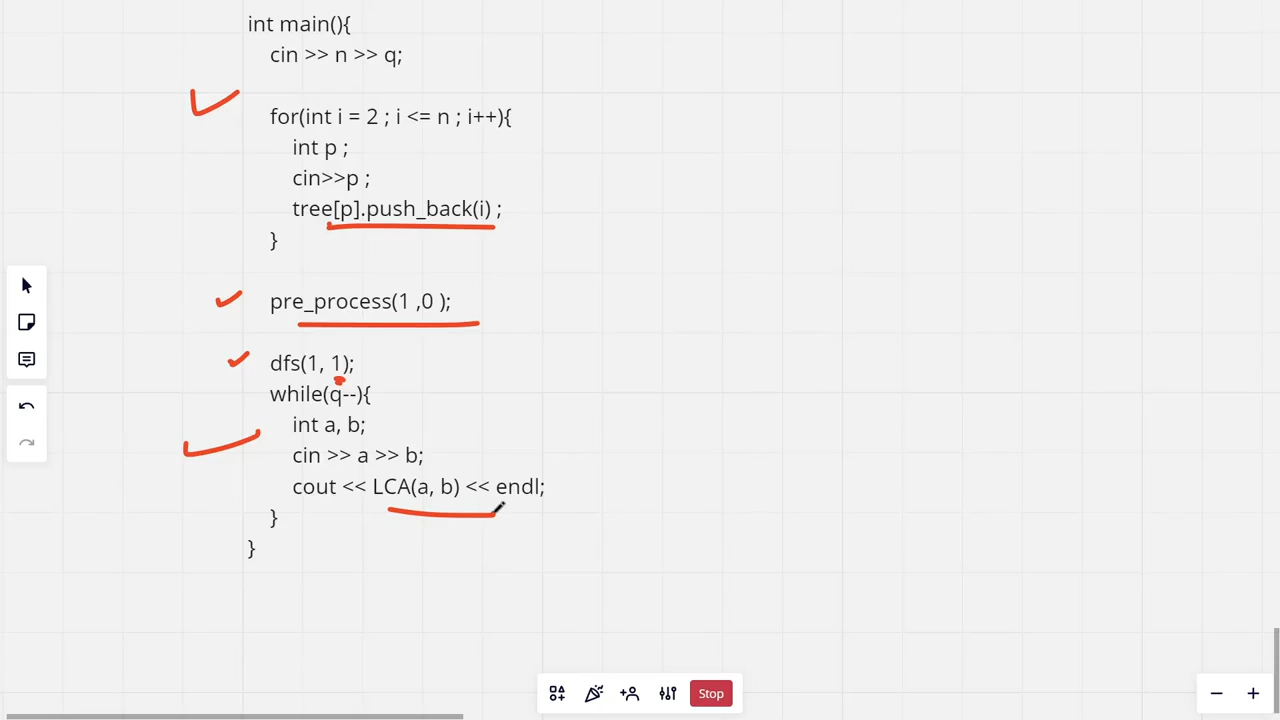 int main(){
cin >> n >> q;
for(int i = 2 ; i <= n ; i++){
int p ;
cin>>p ;
tree[p].push_back(i) ;
}
pre_process(1 ,0 );
dfs(1, 1);
while(q--){
int a, b;
cin >> a >> b;
cout << LCA(a, b) << endl;
}
}
Stop